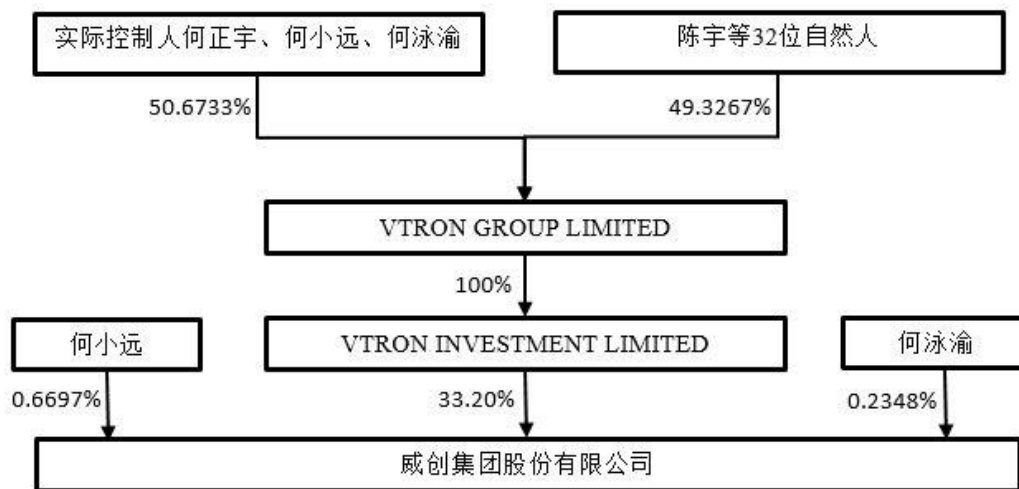 实际控制人何正宇、何小远、何泳渝
陈宇等32位自然人
50.6733%
49.3267%
VTRON GROUP LIMITED
100%
何小远
VTRON INVESTMENT LIMITED
何泳渝
0.6697%
33.20%
0.2348%
威创集团股份有限公司